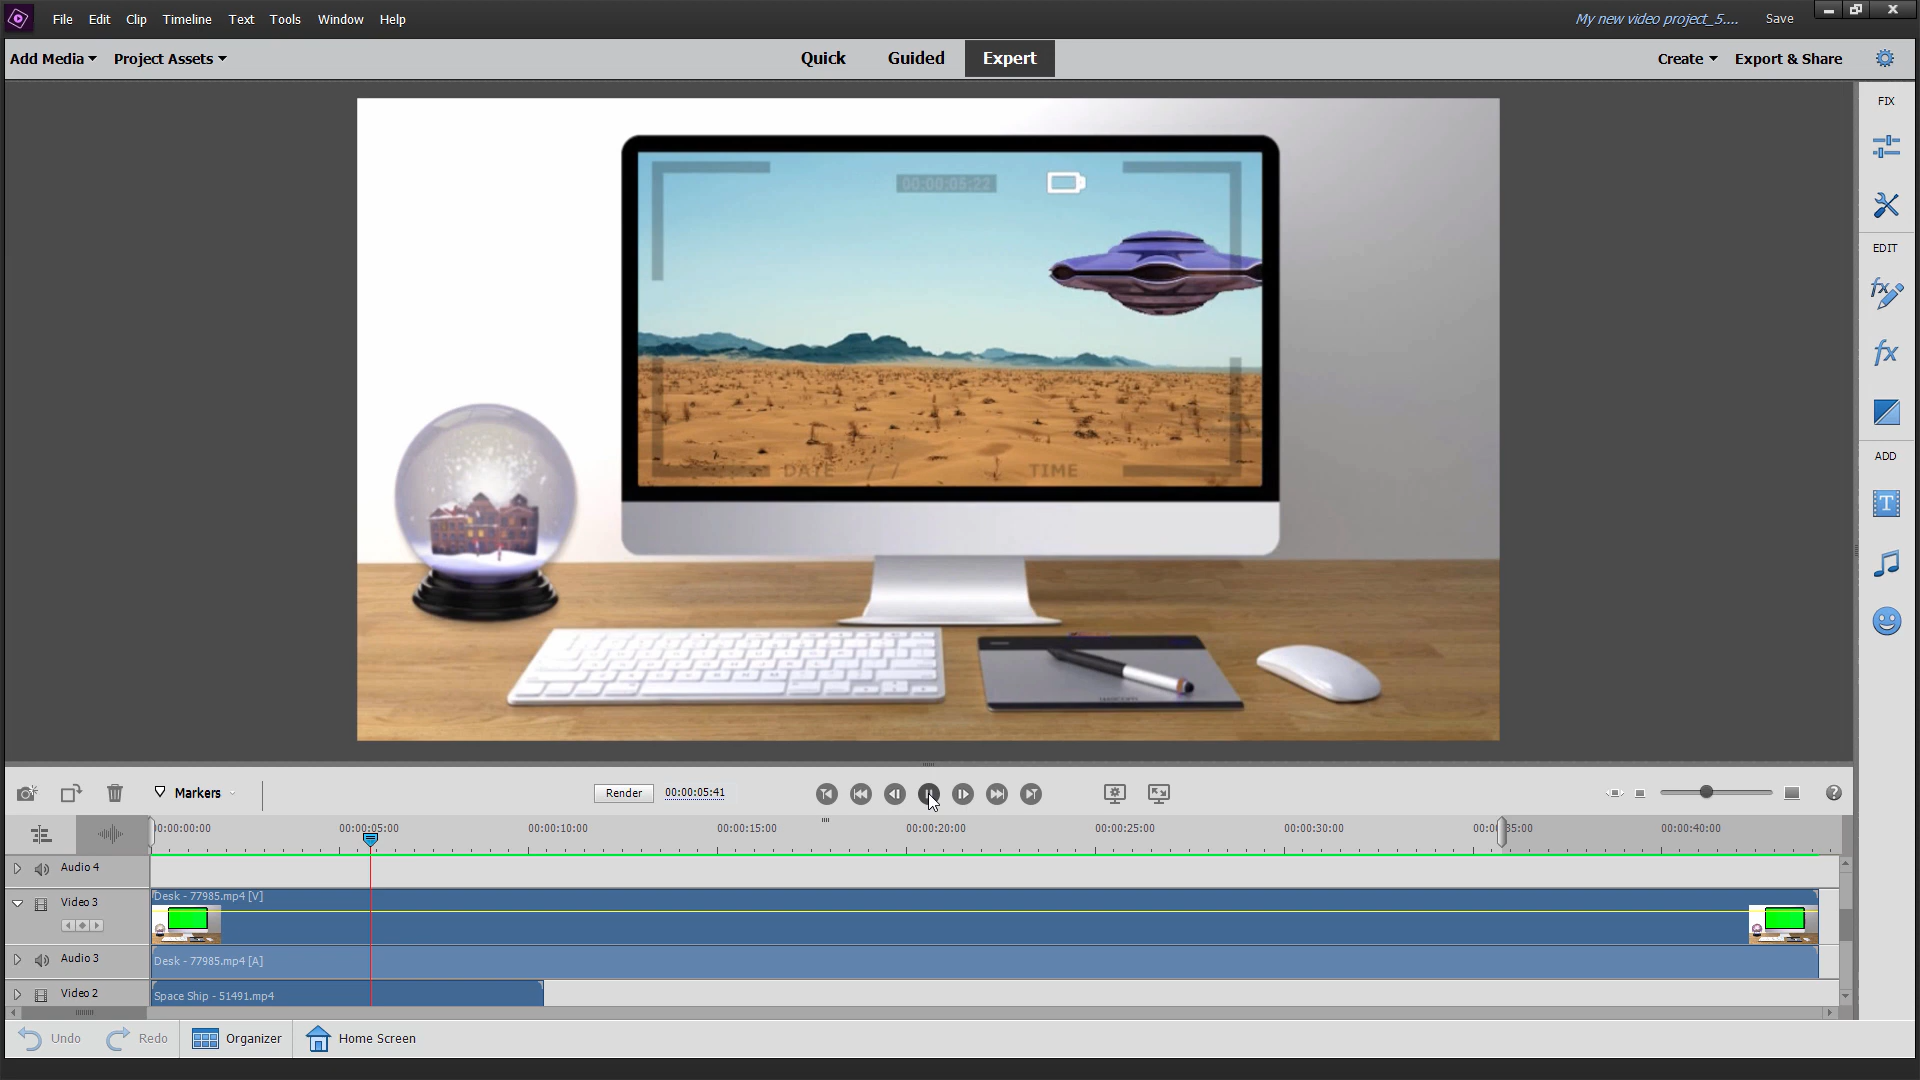 File Edit Clip Timeline Text Tools Window Help
My new video project_5.... Save
Add Media Project Assets
Quick Guided Expert
Create Export & Share
FIX
00:00:05;22
EDIT
fx
fx
ADD
T
DATE / / TIME
Markers
Render 00:00:05:41
?
00:00:00:00 00:00:05:00 00:00:10:00 00:00:15:00 00:00:20:00 00:00:25:00 00:00:30:00 00:00:35:00 00:00:40:00
Audio 4
Desk - 77985.mp4 [V]
Video 3
Audio 3
Desk - 77985.mp4 [A]
Video 2
Space Ship - 51491.mp4
Undo Redo Organizer Home Screen